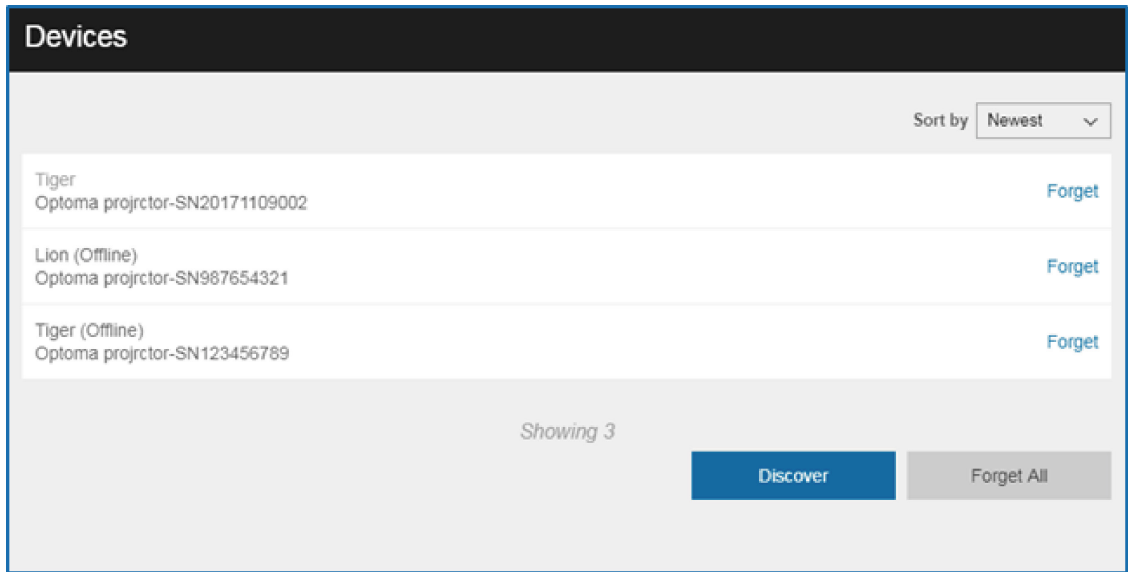 Devices
Sort by Newest
Tiger
Optoma projrctor-SN20171109002
Forget
Lion (Offline)
Optoma projrctor-SN987654321
Forget
Tiger (Offline)
Optoma projrctor-SN123456789
Forget
Showing 3
Discover Forget All